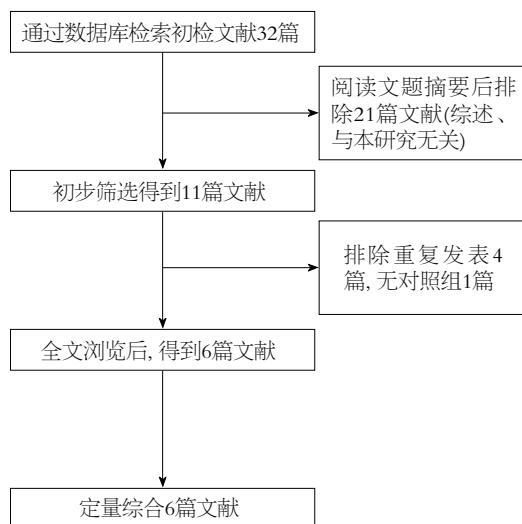 通过数据库检索初检文献32篇
阅读文题摘要后排
除21篇文献(综述、
与本研究无关)
初步筛选得到11篇文献
排除重复发表4
篇, 无对照组1篇
全文浏览后, 得到6篇文献
定量综合6篇文献